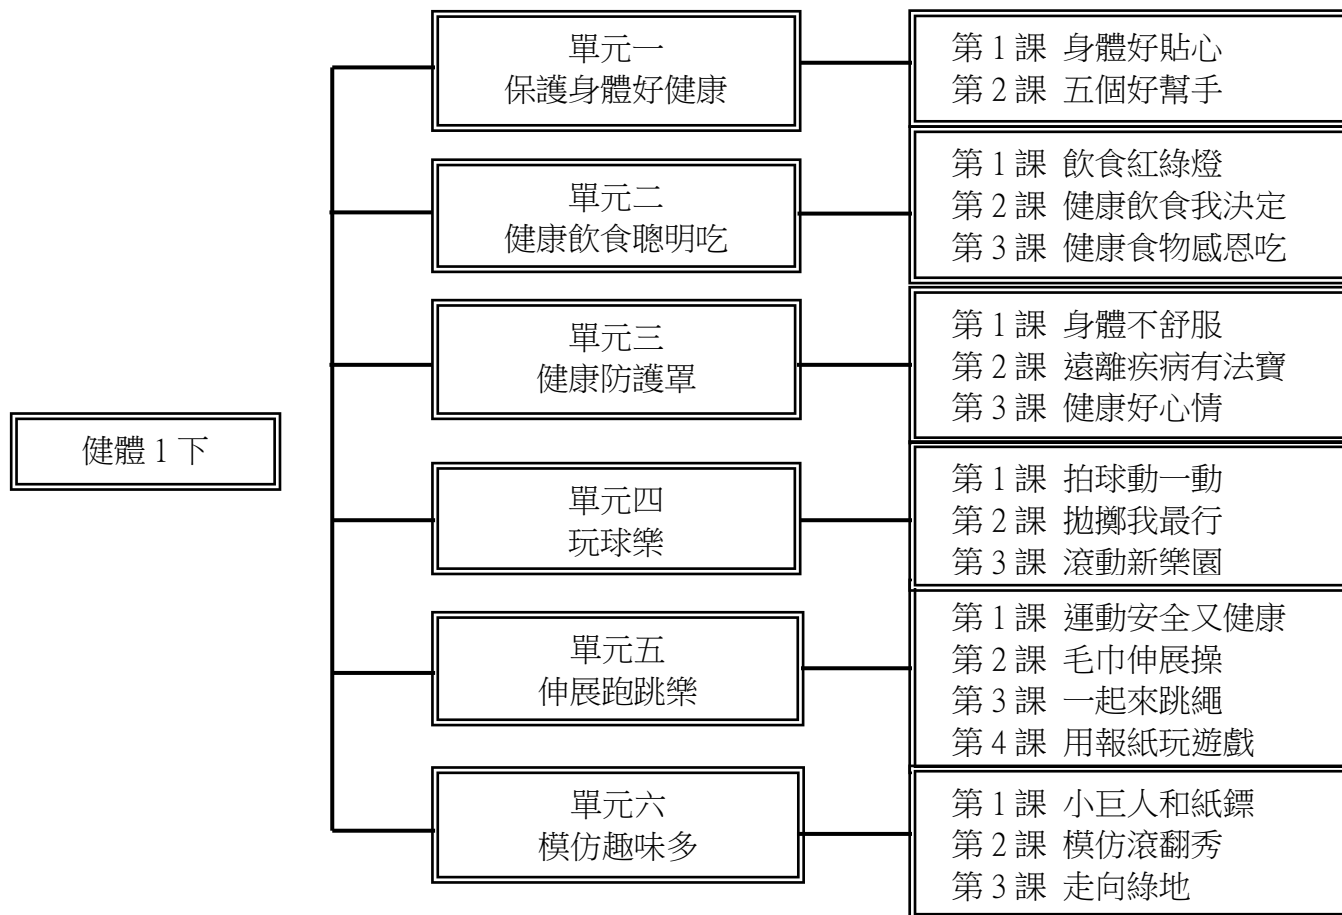 健體 1 下
單元一
保護身體好健康
第 1 課 身體好貼心
第 2 課 五個好幫手
單元二
健康飲食聰明吃
第 1 課 飲食紅綠燈
第 2 課 健康飲食我決定
第 3 課 健康食物感恩吃
單元三
健康防護罩
第 1 課 身體不舒服
第 2 課 遠離疾病有法寶
第 3 課 健康好心情
單元四
玩球樂
第 1 課 拍球動一動
第 2 課 拋擲我最行
第 3 課 滾動新樂園
單元五
伸展跑跳樂
第 1 課 運動安全又健康
第 2 課 毛巾伸展操
第 3 課 一起來跳繩
第 4 課 用報紙玩遊戲
單元六
模仿趣味多
第 1 課 小巨人和紙鏢
第 2 課 模仿滾翻秀
第 3 課 走向綠地